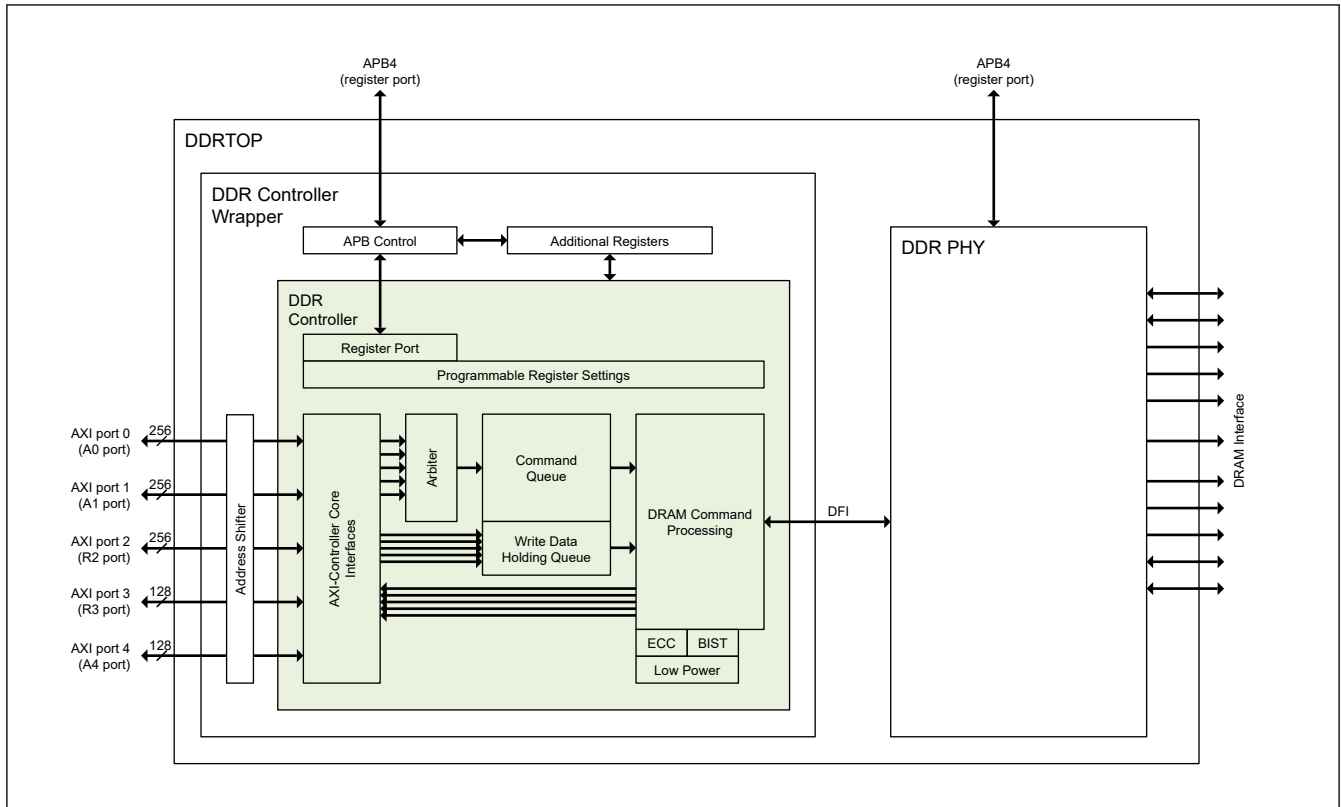 APB4
(register port)
APB4
(register port)
DDRTOP
DDR Controller
Wrapper
DDR PHY
APB Control
Additional Registers
DDR
Controller
Register Port
Programmable Register Settings
AXI port 0
(A0 port)
256
AXI port 1
(A1 port)
256
AXI port 2
(R2 port)
256
AXI port 3
(R3 port)
128
AXI port 4
(A4 port)
128
Address Shifter
AXI-Controller Core
Interfaces
Arbiter
Command
Queue
Write Data
Holding Queue
DRAM Command
Processing
ECC
BIST
Low Power
DFI
DRAM Interface